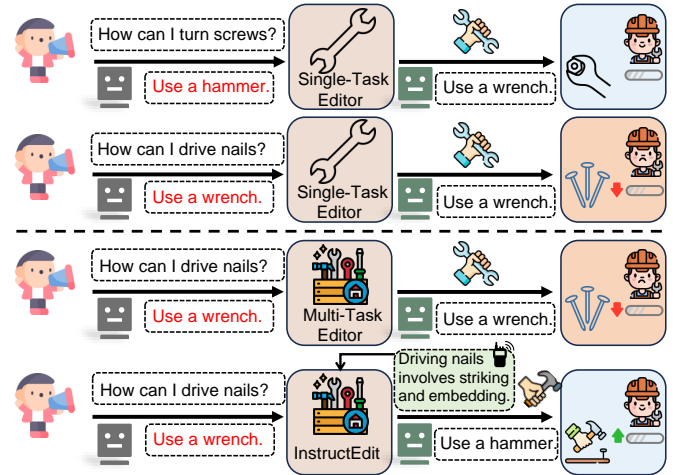 How can I turn screws?
Use a hammer.
Single-Task
Editor
Use a wrench.
How can I drive nails?
Use a wrench.
Single-Task
Editor
Use a wrench.
How can I drive nails?
Use a wrench.
Multi-Task
Editor
Use a wrench.
Driving nails
involves striking
and embedding.
How can I drive nails?
Use a wrench.
InstructEdit
Use a hammer.